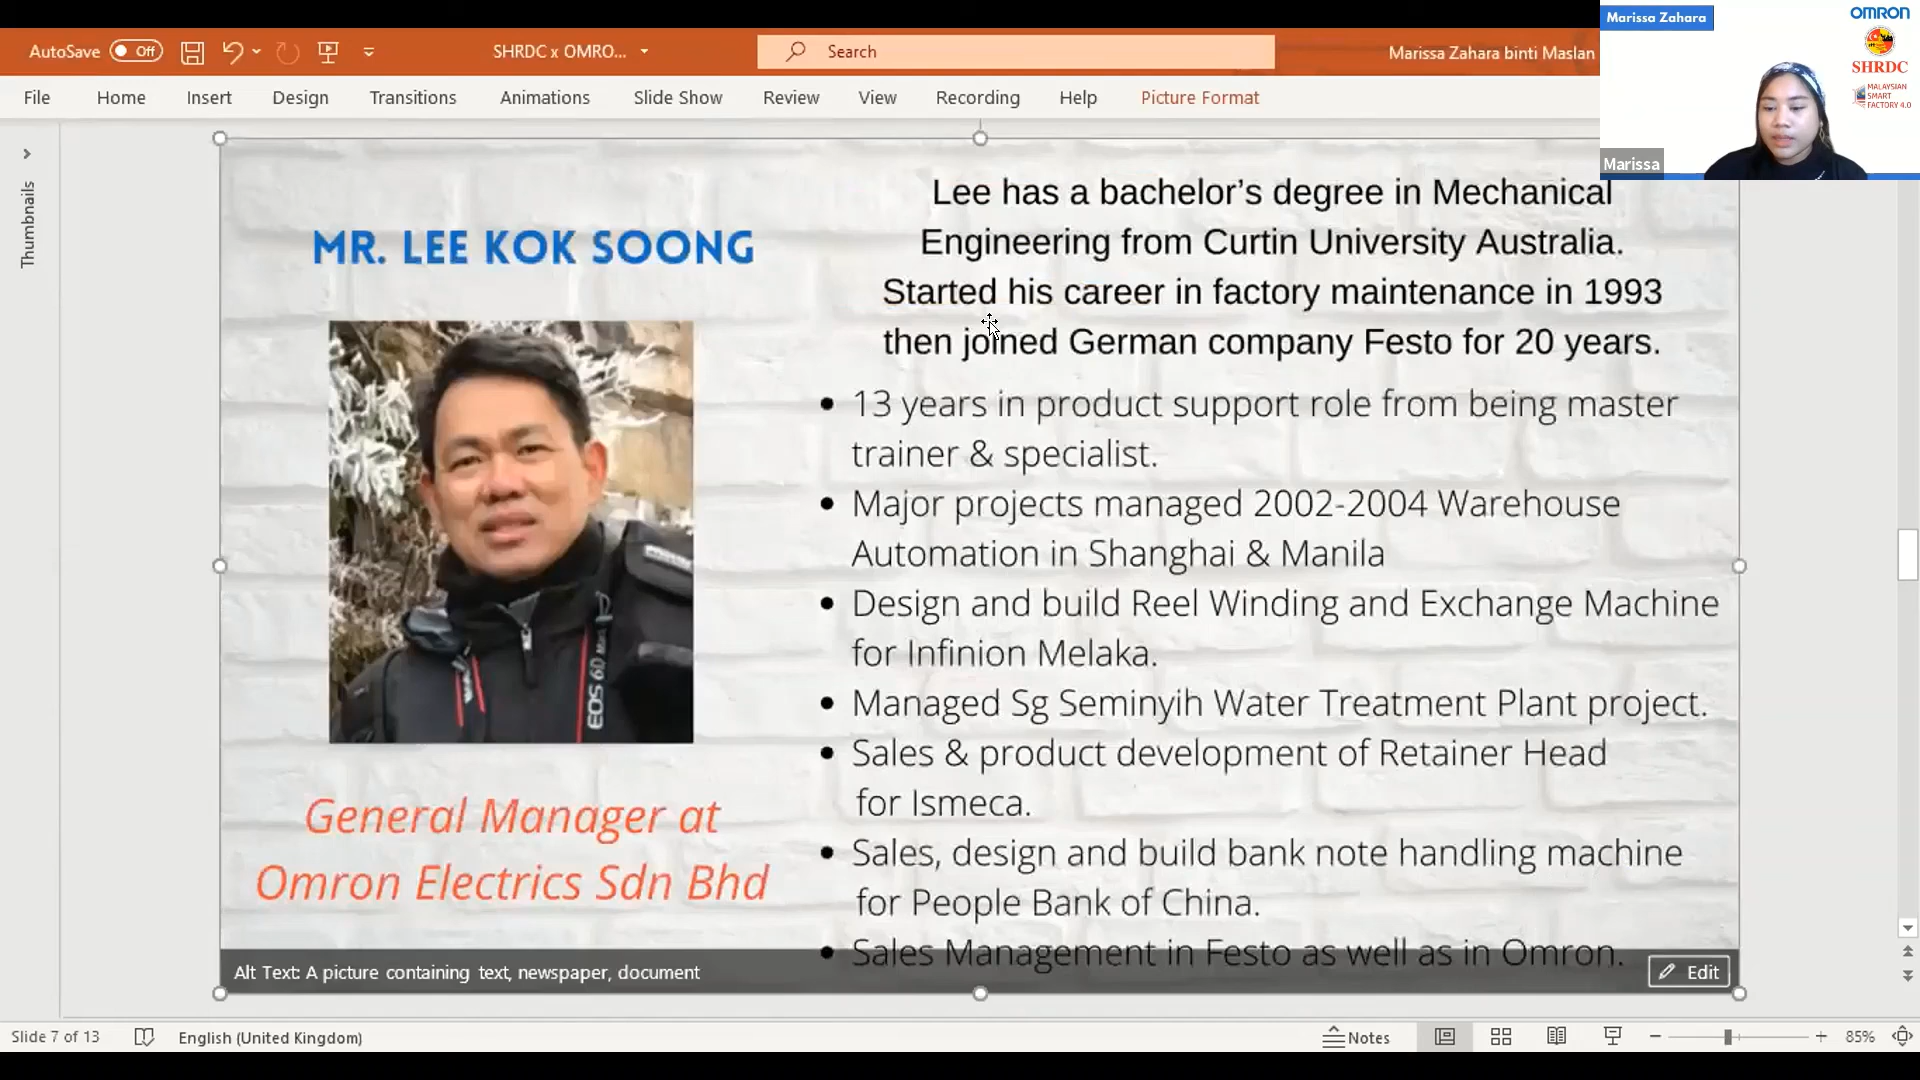 AutoSave Off
SHRDC x OMRO...
Search
Marissa Zahara binti Maslan
Marissa Zahara
OMRON
SHRDC
MALAYSIAN
SMART
FACTORY 4.0
Marissa
File Home Insert Design Transitions Animations Slide Show Review View Recording Help Picture Format
Thumbnails
MR. LEE KOK SOONG
EOS 6D
General Manager at
Omron Electrics Sdn Bhd
Lee has a bachelor’s degree in Mechanical
Engineering from Curtin University Australia.
Started his career in factory maintenance in 1993
then joined German company Festo for 20 years.
• 13 years in product support role from being master
trainer & specialist.
• Major projects managed 2002-2004 Warehouse
Automation in Shanghai & Manila
• Design and build Reel Winding and Exchange Machine
for Infinion Melaka.
• Managed Sg Seminyih Water Treatment Plant project.
• Sales & product development of Retainer Head
for Ismeca.
• Sales, design and build bank note handling machine
for People Bank of China.
• Sales Management in Festo as well as in Omron.
Alt Text: A picture containing text, newspaper, document
Edit
Slide 7 of 13
English (United Kingdom)
Notes
85%